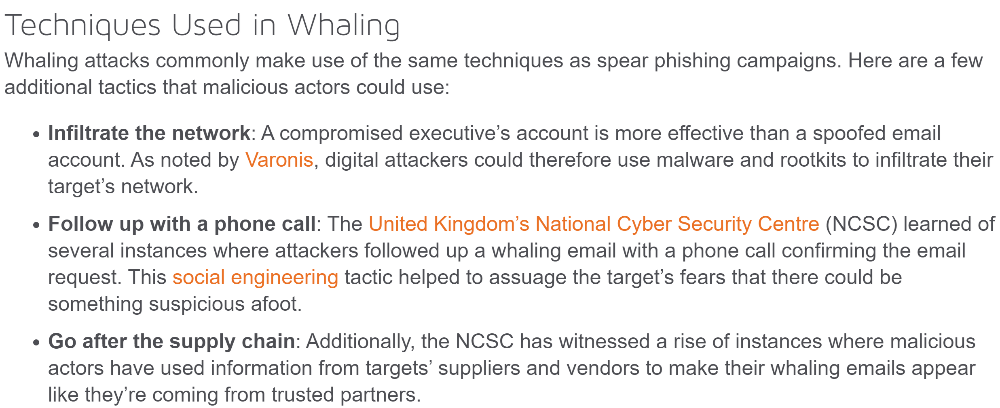 Techniques Used in Whaling
Whaling attacks commonly make use of the same techniques as spear phishing campaigns. Here are a few
additional tactics that malicious actors could use:
• Infiltrate the network: A compromised executive’s account is more effective than a spoofed email
account. As noted by Varonis, digital attackers could therefore use malware and rootkits to infiltrate their
target’s network.
• Follow up with a phone call: The United Kingdom’s National Cyber Security Centre (NCSC) learned of
several instances where attackers followed up a whaling email with a phone call confirming the email
request. This social engineering tactic helped to assuage the target’s fears that there could be
something suspicious afoot.
• Go after the supply chain: Additionally, the NCSC has witnessed a rise of instances where malicious
actors have used information from targets’ suppliers and vendors to make their whaling emails appear
like they’re coming from trusted partners.